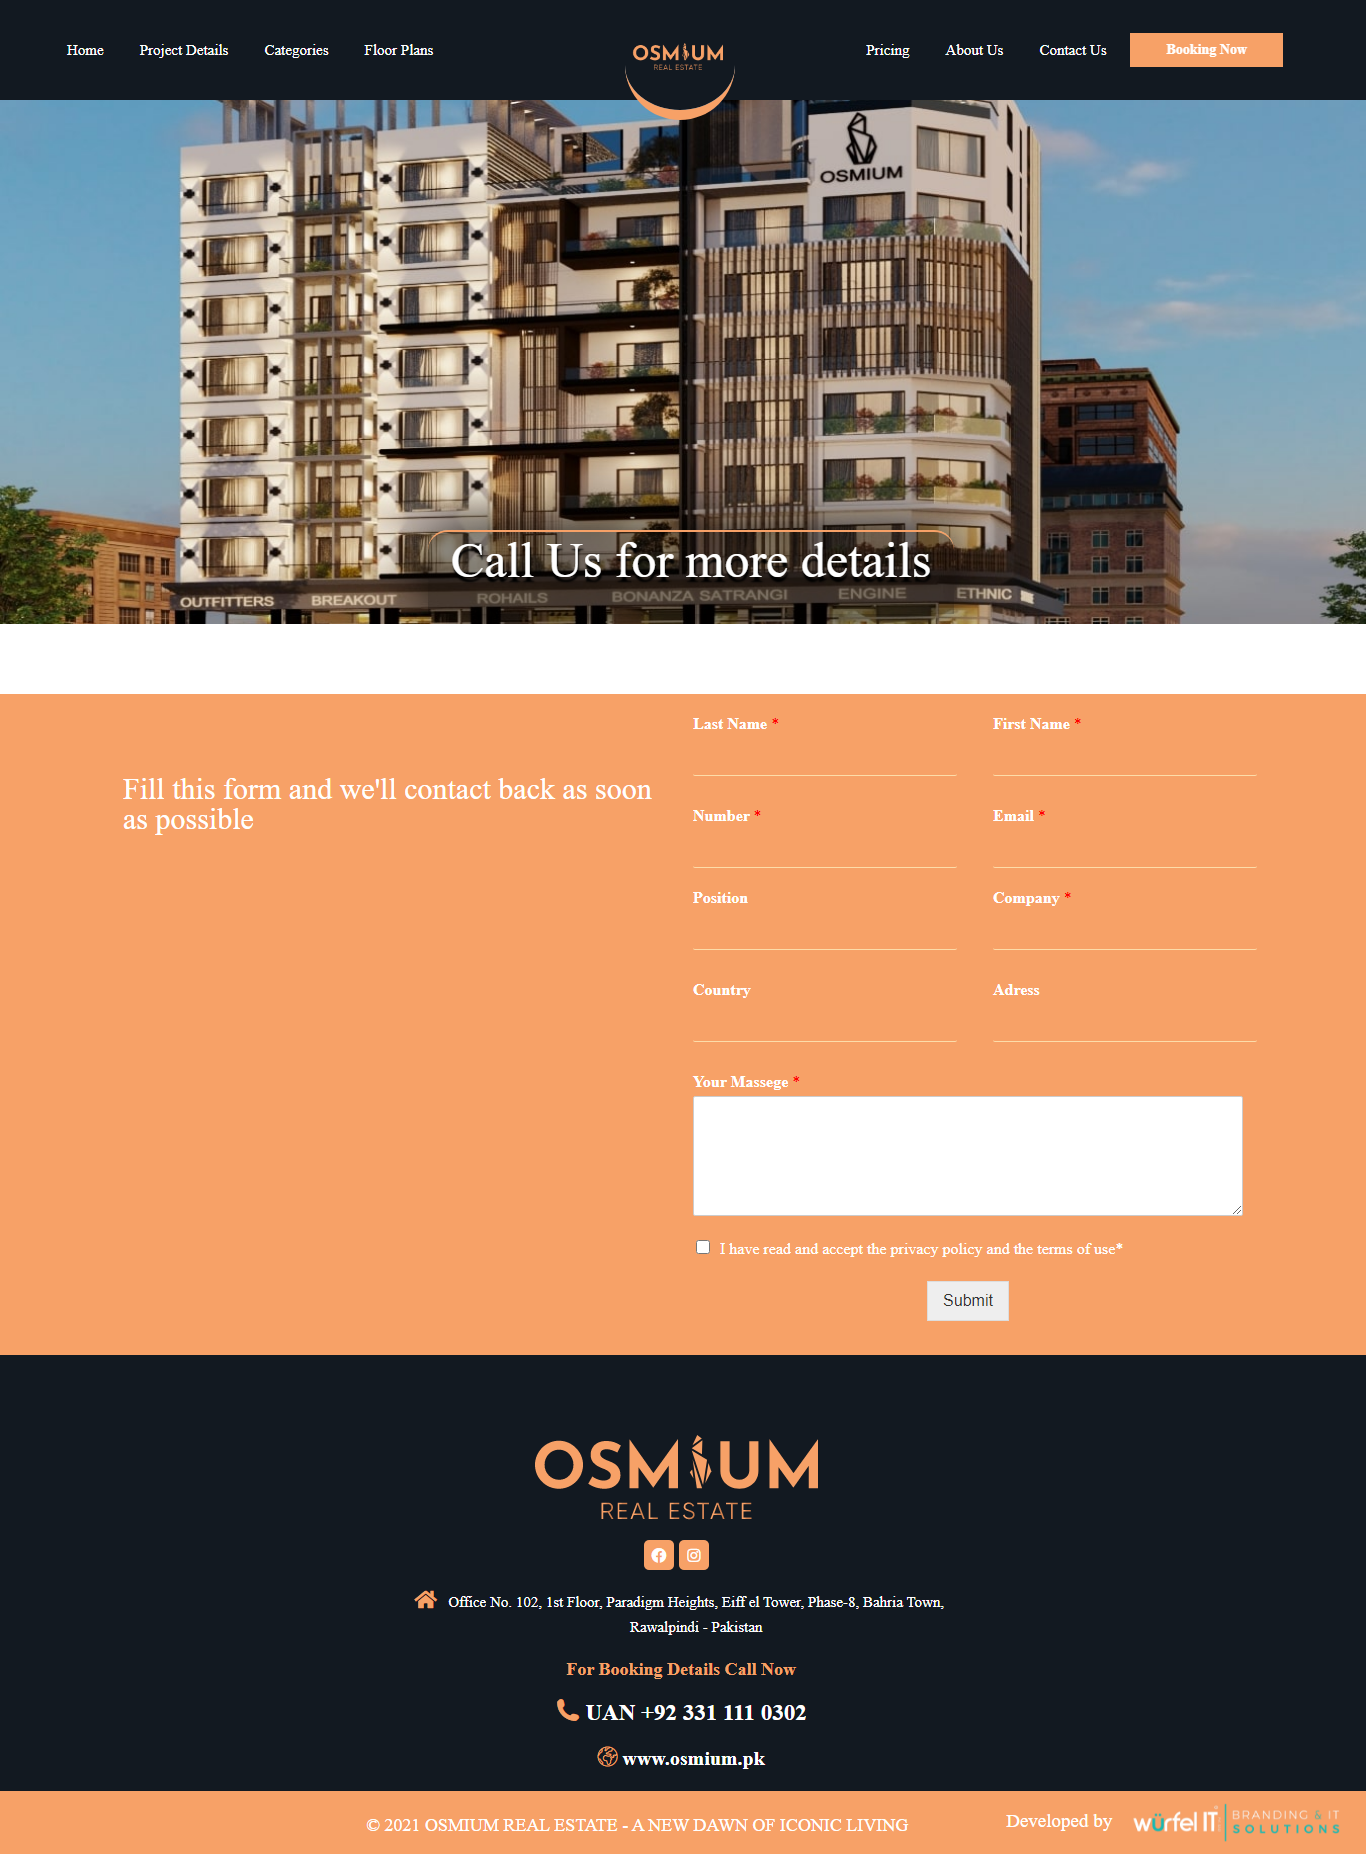 Home
Project Details
Categories
Floor Plans
OSMIUM
REAL ESTATE
Pricing
About Us
Contact Us
Booking Now
OSMIUM
Call Us for more details
OUTFITTERS
BREAKOUT
ROHAILS
BONANZA SATRANGI
ENGINE
ETHNIC
Last Name *
First Name *
Fill this form and we'll contact back as soon
as possible
Number *
Email *
Position
Company *
Country
Adress
Your Massege *
I have read and accept the privacy policy and the terms of use*
Submit
OSMIUM
REAL ESTATE
Office No. 102, 1st Floor, Paradigm Heights, Eiff el Tower, Phase-8, Bahria Town,
Rawalpindi - Pakistan
For Booking Details Call Now
UAN +92 331 111 0302
www.osmium.pk
© 2021 OSMIUM REAL ESTATE - A NEW DAWN OF ICONIC LIVING
Developed by
würfel IT
BRANDING & IT
SOLUTIONS